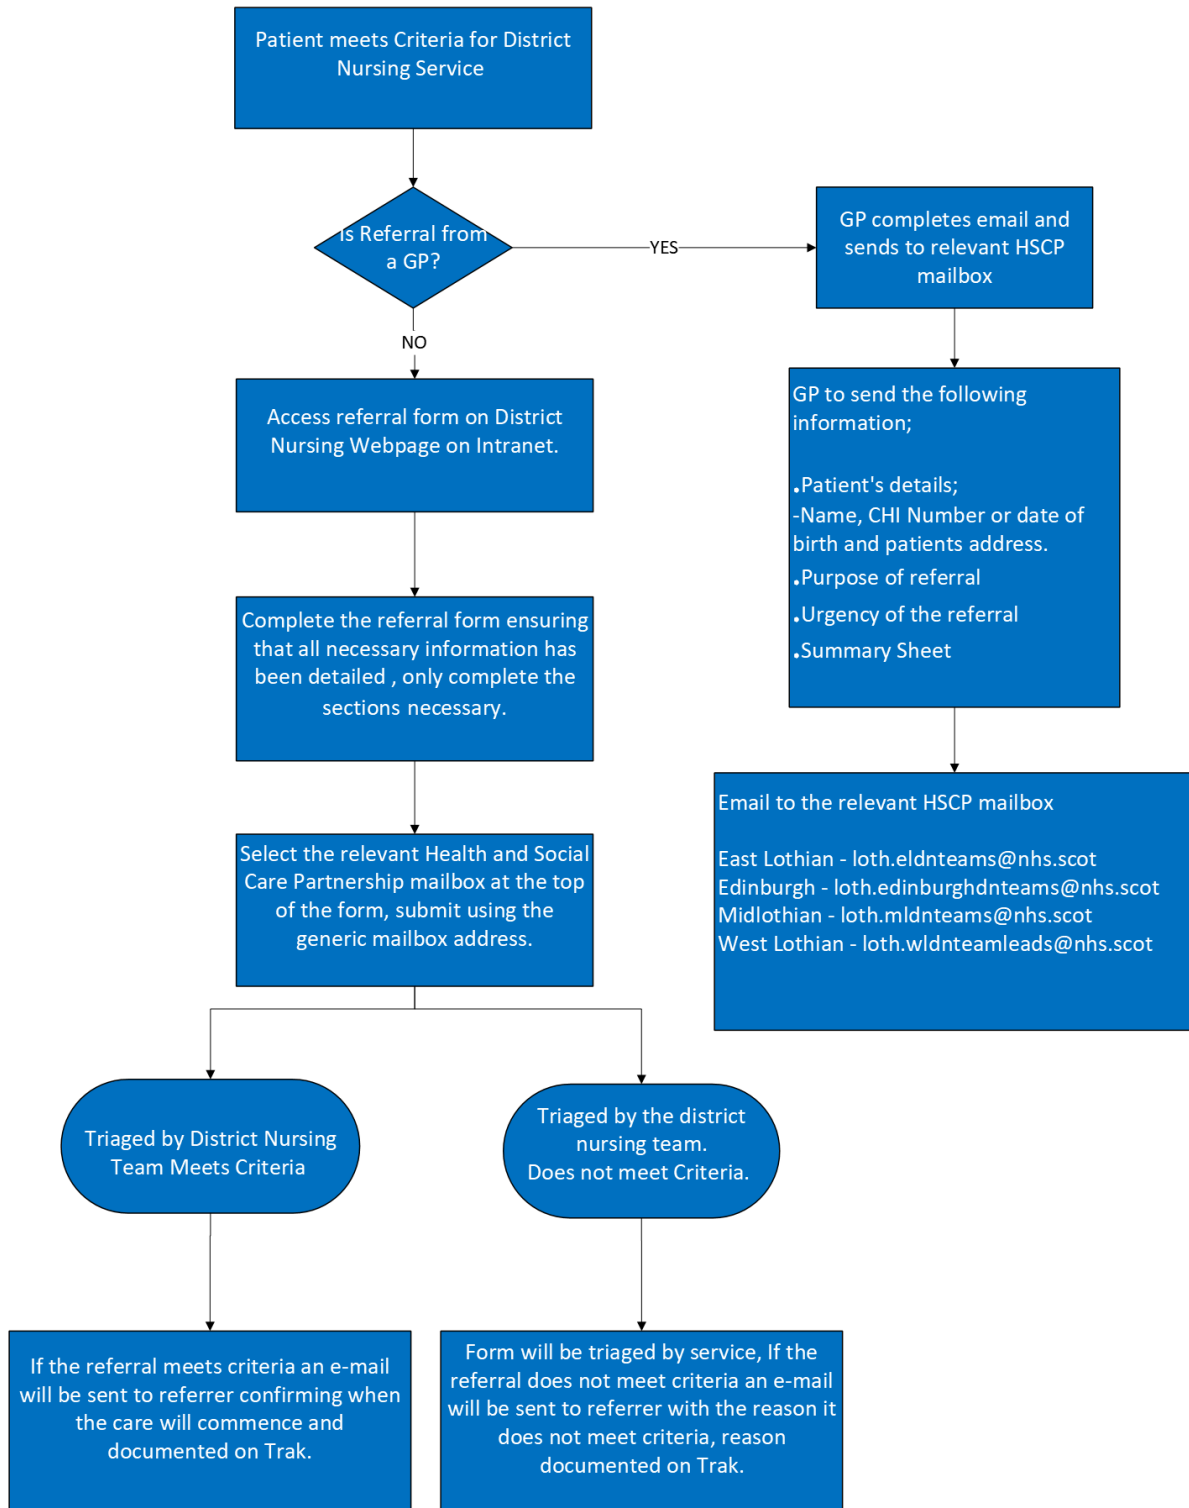 Patient meets Criteria for District
Nursing Service
Is Referral from
a GP?
YES
GP completes email and
sends to relevant HSCP
mailbox
NO
GP to send the following
information;
.Patient's details;
-Name, CHI Number or date of
birth and patients address.
.Purpose of referral
.Urgency of the referral
.Summary Sheet
Access referral form on District
Nursing Webpage on Intranet.
Complete the referral form ensuring
that all necessary information has
been detailed , only complete the
sections necessary.
Email to the relevant HSCP mailbox
East Lothian - loth.eldnteams@nhs.scot
Edinburgh - loth.edinburghdnteams@nhs.scot
Midlothian - loth.mldnteams@nhs.scot
West Lothian - loth.wldnteamleads@nhs.scot
Select the relevant Health and Social
Care Partnership mailbox at the top
of the form, submit using the
generic mailbox address.
Triaged by District Nursing
Team Meets Criteria
Triaged by the district
nursing team.
Does not meet Criteria.
If the referral meets criteria an e-mail
will be sent to referrer confirming when
the care will commence and
documented on Trak.
Form will be triaged by service, If the
referral does not meet criteria an e-mail
will be sent to referrer with the reason it
does not meet criteria, reason
documented on Trak.